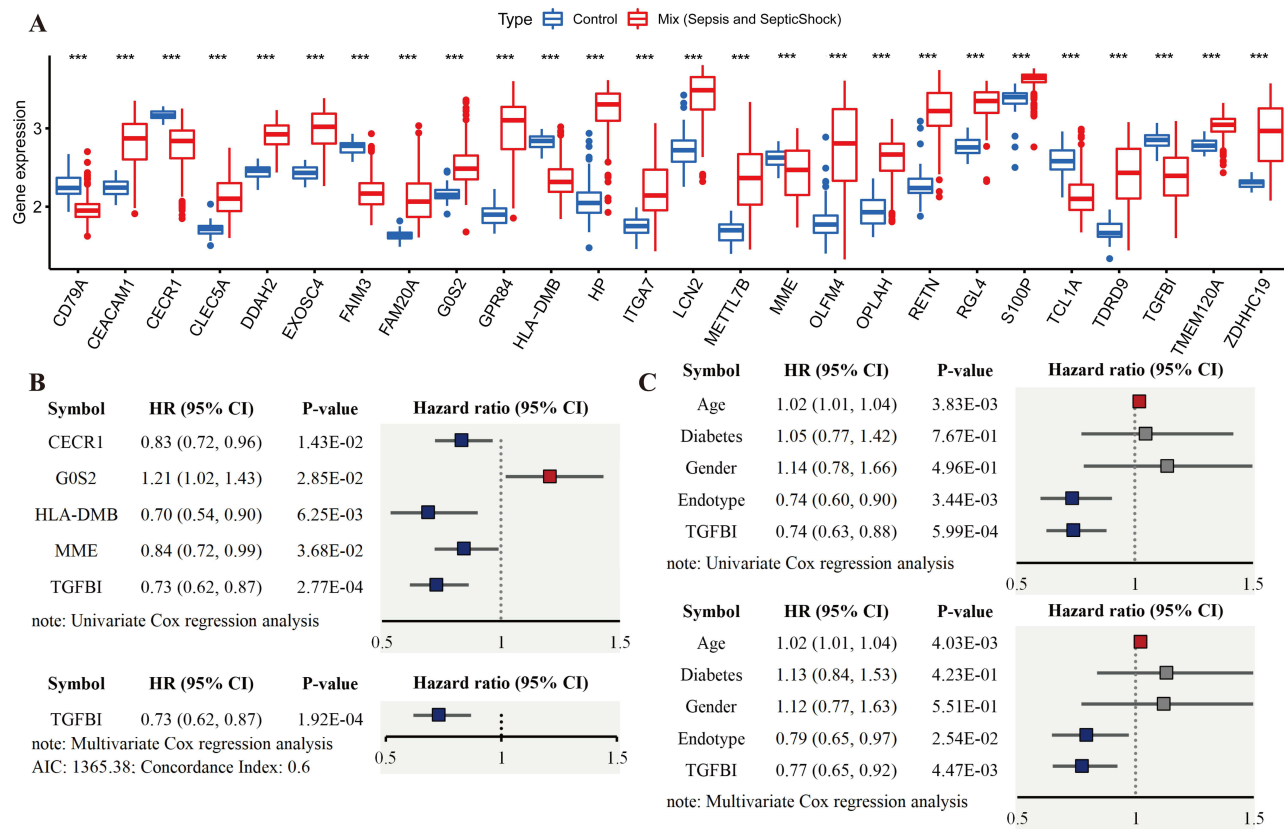 Type Control Mix (Sepsis and SepticShock)
A
*** *** *** *** *** *** *** *** *** *** *** *** *** *** *** *** *** *** *** *** *** *** *** *** *** ***
Gene expression
3
2
CD79A CEACAM1 CECR1 CLEC5A DDAH2 EXOSC4 FAIM3 FAM20A G0S2 GPR84 HLA-DMB HP ITGA7 LCN2 METTL7B MME OLFM4 OPLAH RETN RGL4 S100P TCL1A TDRD9 TGFBI TMEM120A ZDHHC19
B
Symbol HR (95% CI) P-value Hazard ratio (95% CI)
CECR1 0.83 (0.72, 0.96) 1.43E-02
G0S2 1.21 (1.02, 1.43) 2.85E-02
HLA-DMB 0.70 (0.54, 0.90) 6.25E-03
MME 0.84 (0.72, 0.99) 3.68E-02
TGFBI 0.73 (0.62, 0.87) 2.77E-04
note: Univariate Cox regression analysis
0.5 1 1.5
Symbol HR (95% CI) P-value Hazard ratio (95% CI)
TGFBI 0.73 (0.62, 0.87) 1.92E-04
note: Multivariate Cox regression analysis
AIC: 1365.38; Concordance Index: 0.6
0.5 1 1.5
C
Symbol HR (95% CI) P-value Hazard ratio (95% CI)
Age 1.02 (1.01, 1.04) 3.83E-03
Diabetes 1.05 (0.77, 1.42) 7.67E-01
Gender 1.14 (0.78, 1.66) 4.96E-01
Endotype 0.74 (0.60, 0.90) 3.44E-03
TGFBI 0.74 (0.63, 0.88) 5.99E-04
note: Univariate Cox regression analysis
0.5 1 1.5
Symbol HR (95% CI) P-value Hazard ratio (95% CI)
Age 1.02 (1.01, 1.04) 4.03E-03
Diabetes 1.13 (0.84, 1.53) 4.23E-01
Gender 1.12 (0.77, 1.63) 5.51E-01
Endotype 0.79 (0.65, 0.97) 2.54E-02
TGFBI 0.77 (0.65, 0.92) 4.47E-03
note: Multivariate Cox regression analysis
0.5 1 1.5